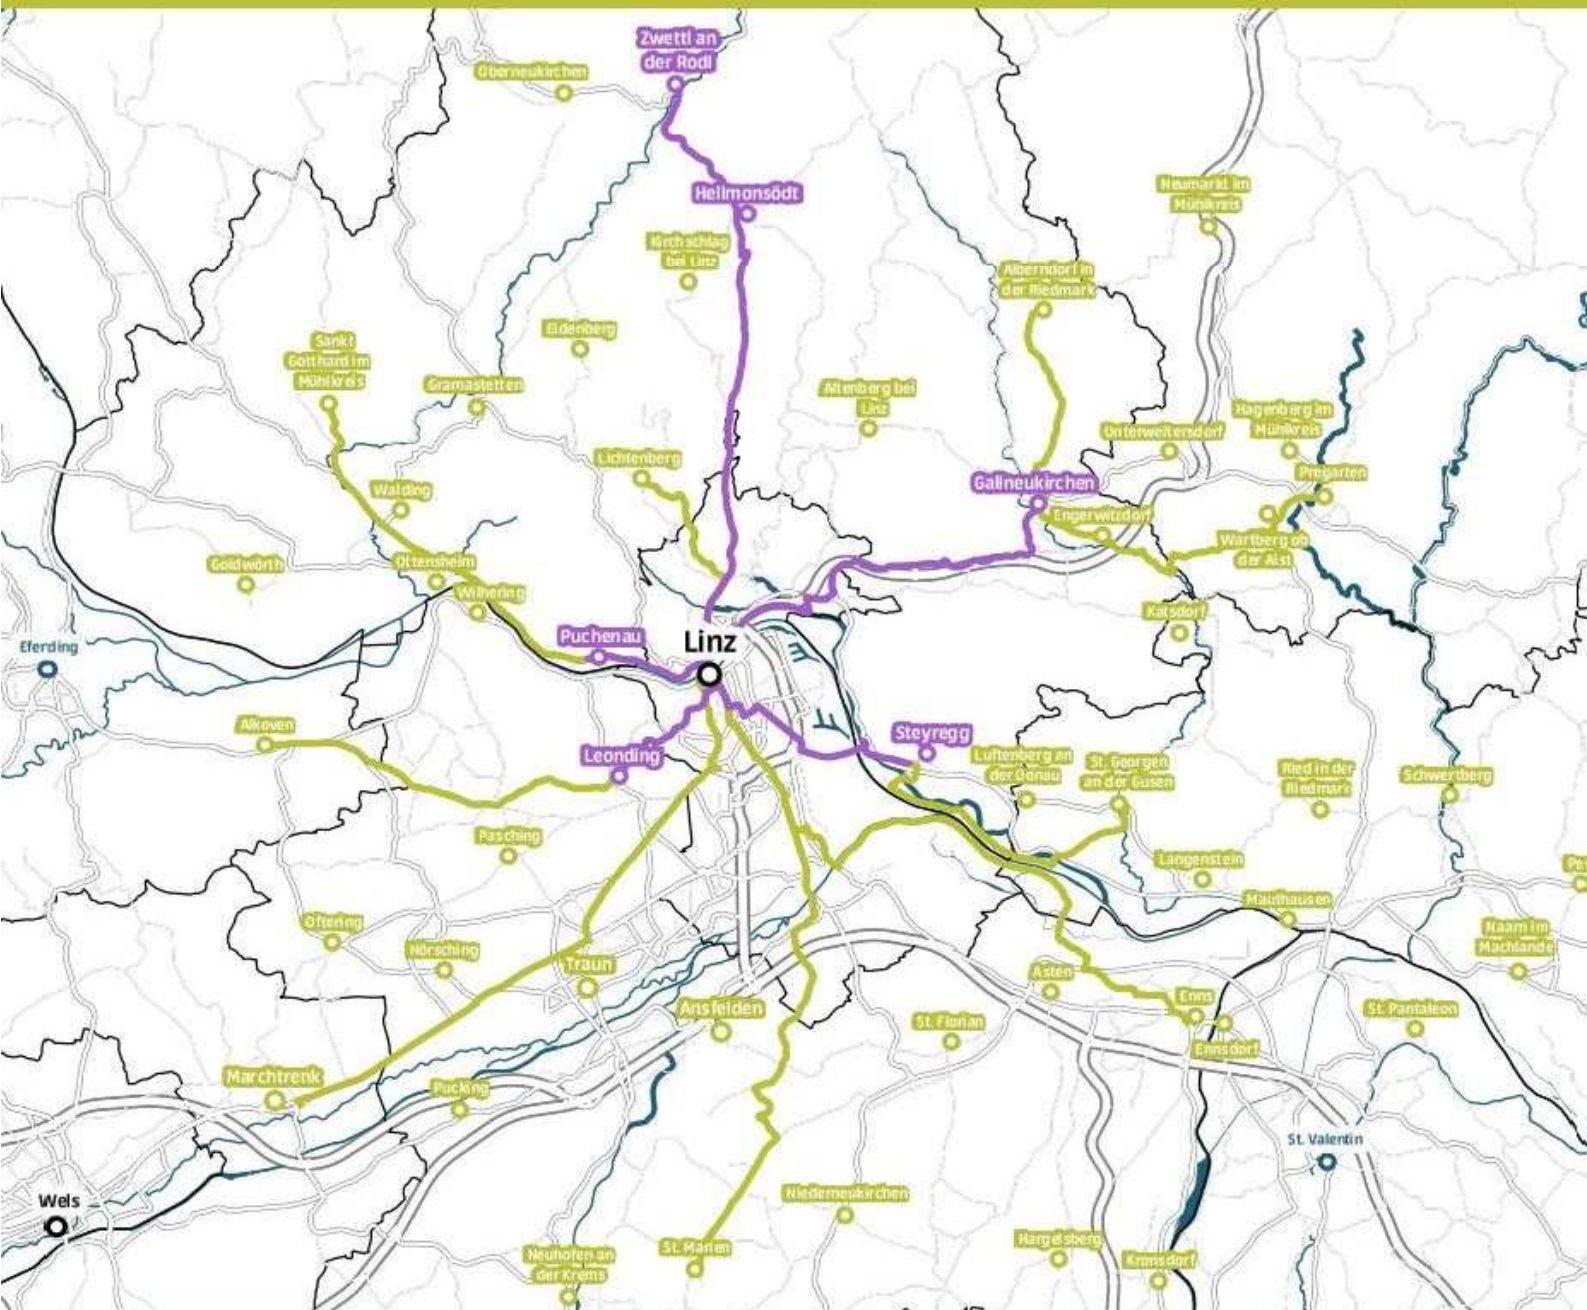 Zwettl an
der Rodl
Oberneukirchen
Hellmonsödt
Neumarkt im
Mühlkreis
Kirchschlag
bei Linz
Alberndorf in
der Riedmark
Eidenberg
Sankt
Gotthard im
Mühlkreis
Gramastetten
Altenberg bei
Linz
Hagenberg im
Mühlkreis
Unterweitersdorf
Lichtenberg
Pregarten
Gallneukirchen
Walding
Engerwitzdorf
Wartberg ob
der Aist
Goldwörth
Ottensheim
Wilhering
Katsdorf
Puchenau
Linz
Eferding
Alkoven
Steyregg
Leonding
Luftenberg an
der Donau
St. Georgen
an der Gusen
Ried in der
Riedmark
Schwertberg
Pasching
Langenstein
Pe
Mauthausen
Oftering
Hörsching
Naarn im
Machlande
Traun
Asten
Enns
Ansfelden
St. Florian
St. Pantaleon
Ennsdorf
Marchtrenk
Pucking
St. Valentin
Wels
Niederneukirchen
Neuhofen an
der Krems
St. Marien
Hargelsberg
Kronsdorf